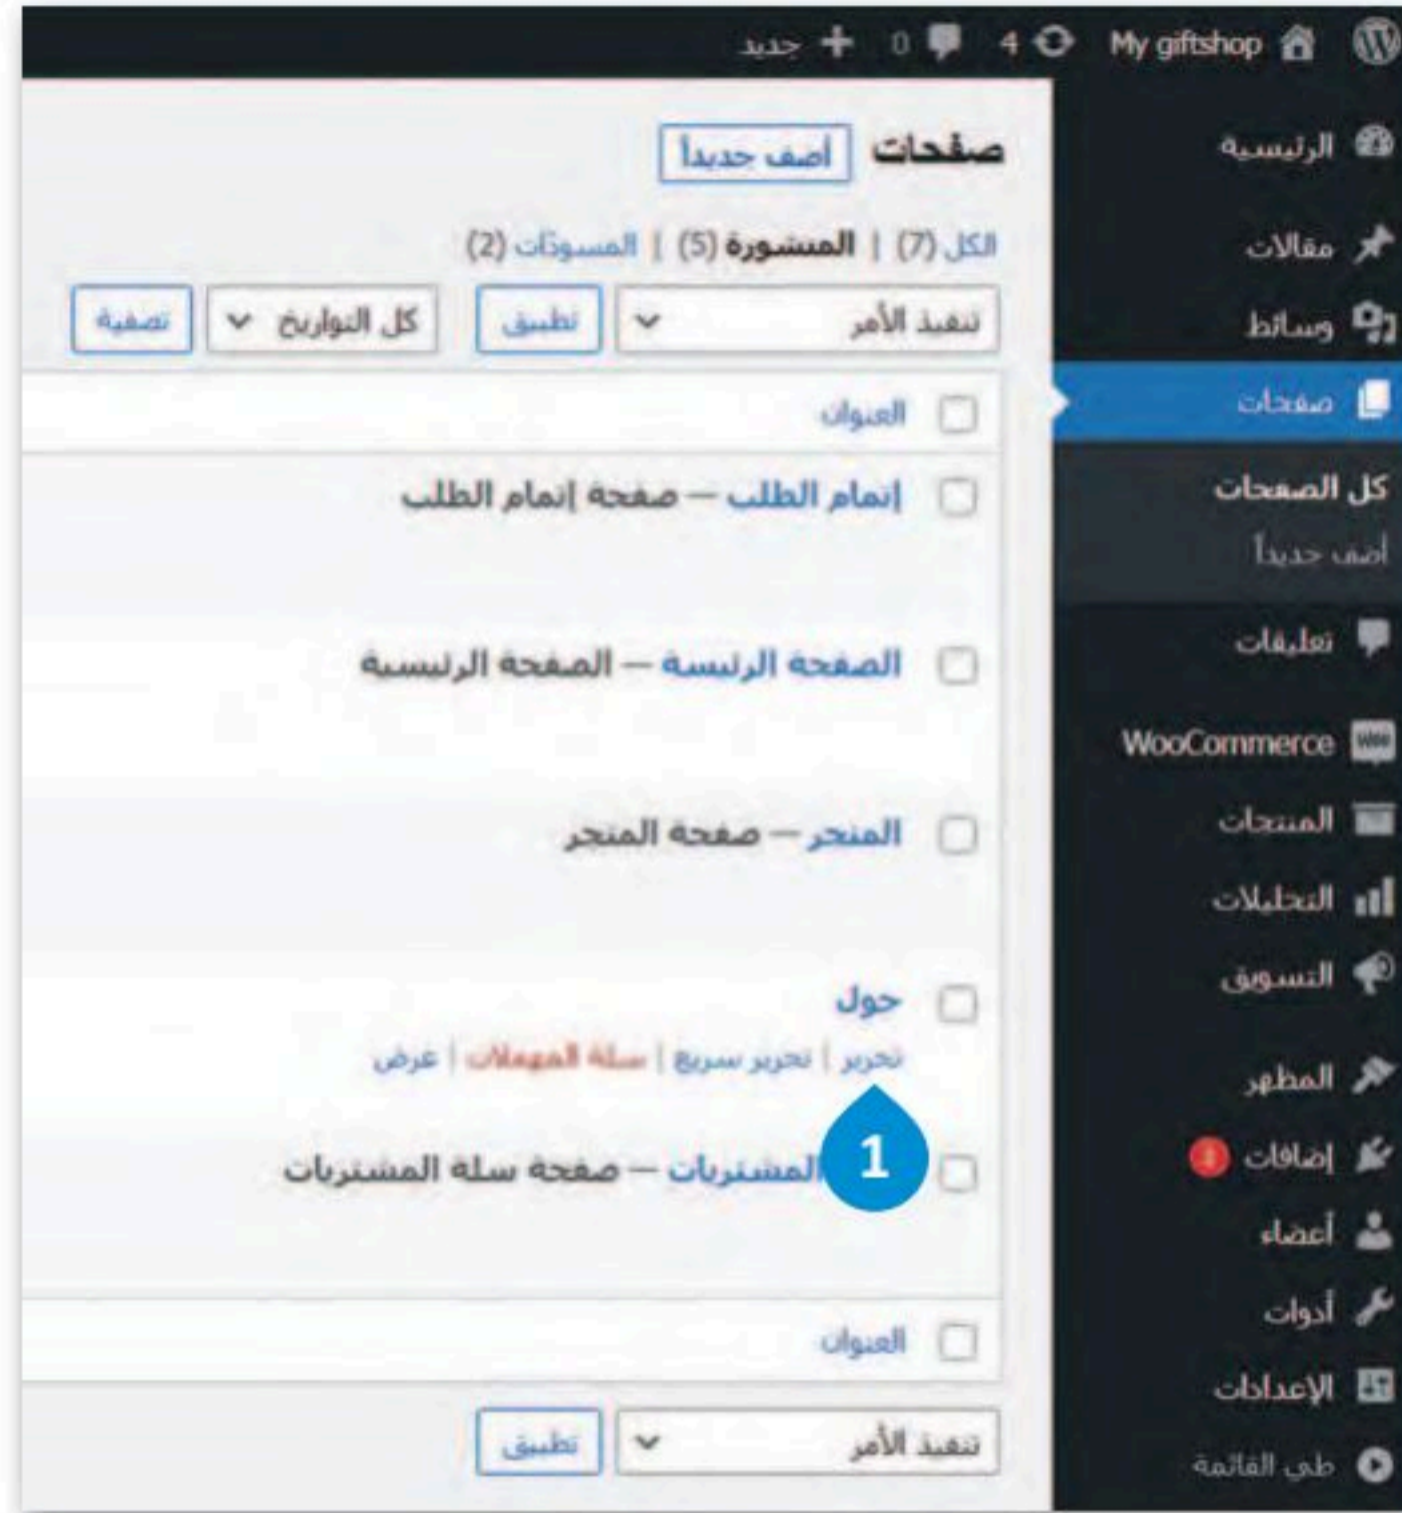 My giftshop 4 0 + جديد
الرئيسية
مقالات
وسائط
صفحات
كل الصفحات
أضف جديداً
تعليقات
WooCommerce
المنتجات
التحليلات
التسويق
المظهر
إضافات
أعضاء
أدوات
الإعدادات
طي القائمة
صفحات أضف جديداً
الكل (7) | المنشورة (5) | المسودّات (2)
تنفيذ الأمر تطبيق كل التواريخ تصفية
العنوان
إتمام الطلب — صفحة إتمام الطلب
الصفحة الرئيسة — الصفحة الرئيسية
المتجر — صفحة المتجر
حول
تحرير | تحرير سريع | سلة المهملات | عرض
1
المشتريات — صفحة سلة المشتريات
العنوان
تنفيذ الأمر تطبيق